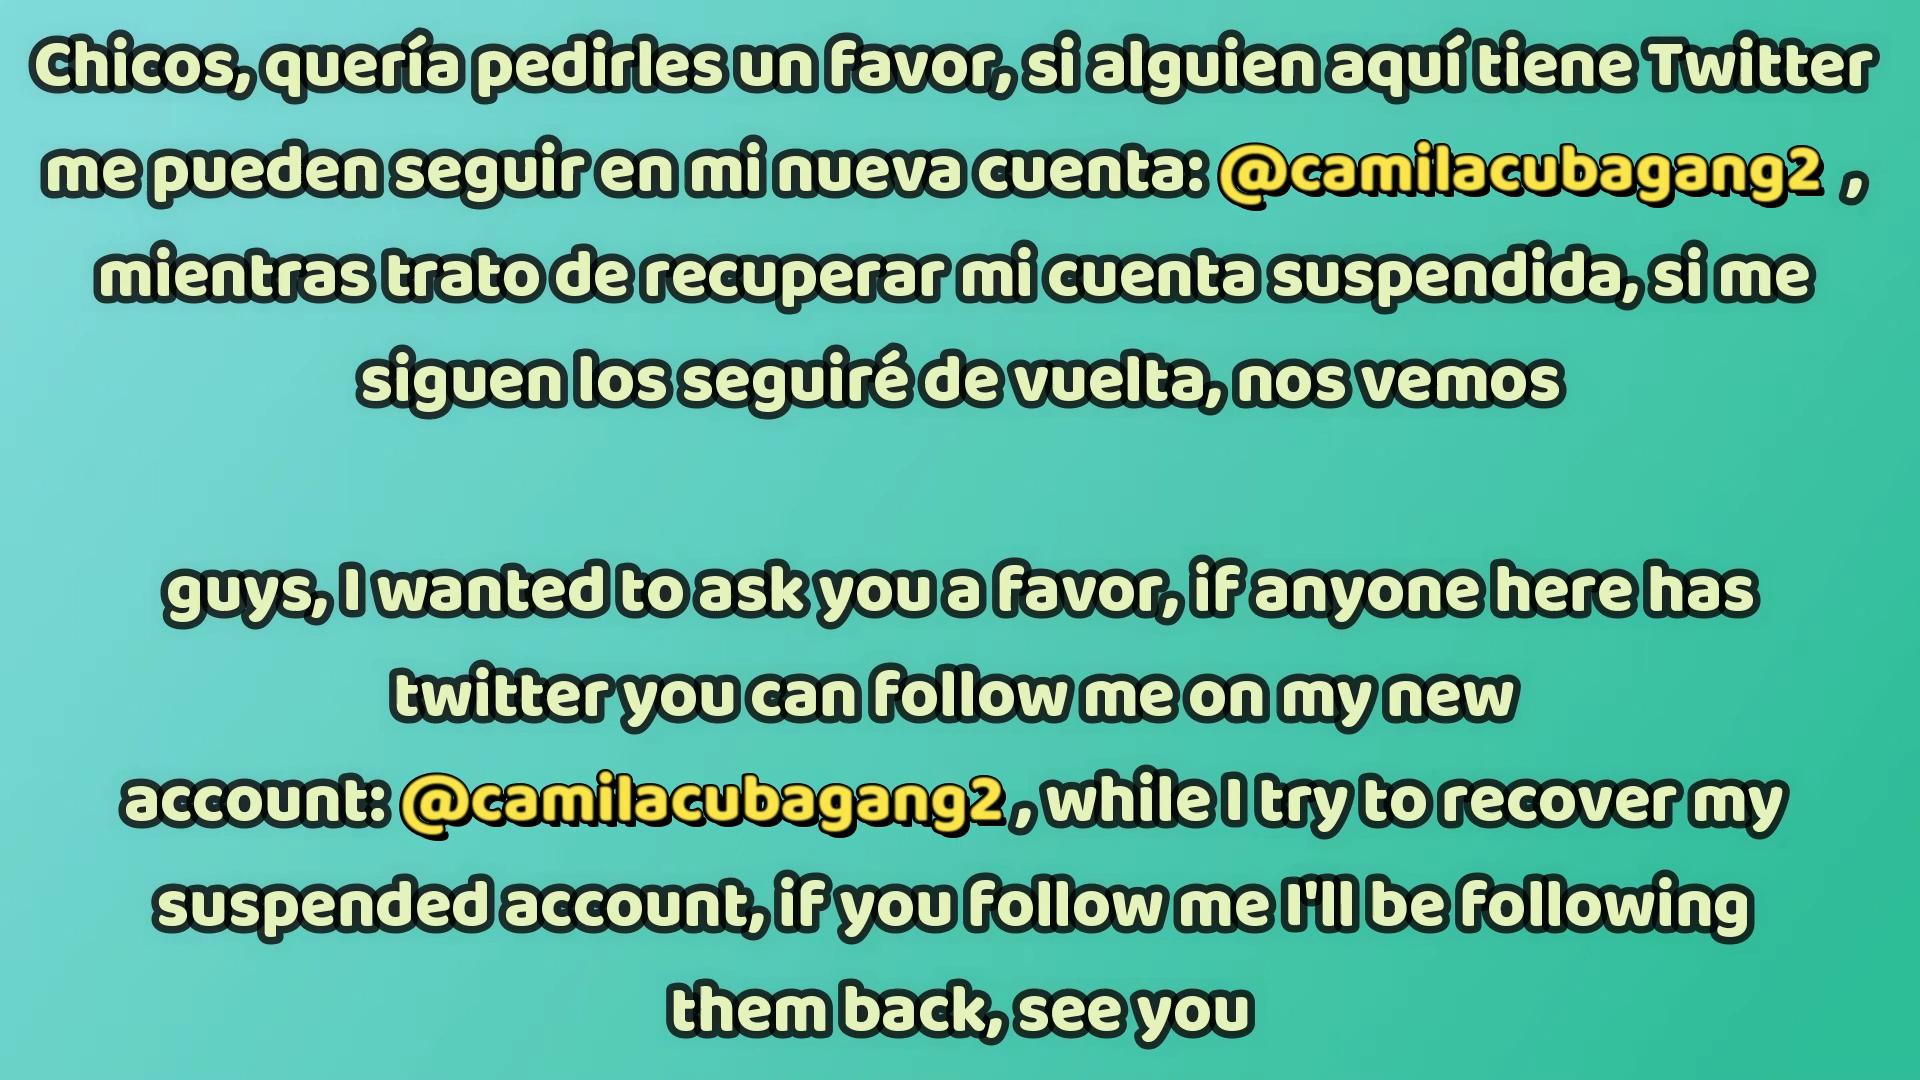 Chicos, quería pedirles un favor, si alguien aquí tiene Twitter
me pueden seguir en mi nueva cuenta: @camilacubagang2 ,
mientras trato de recuperar mi cuenta suspendida, si me
siguen los seguiré de vuelta, nos vemos
guys, I wanted to ask you a favor, if anyone here has
twitter you can follow me on my new
account: @camilacubagang2, while I try to recover my
suspended account, if you follow me I'll be following
them back, see you